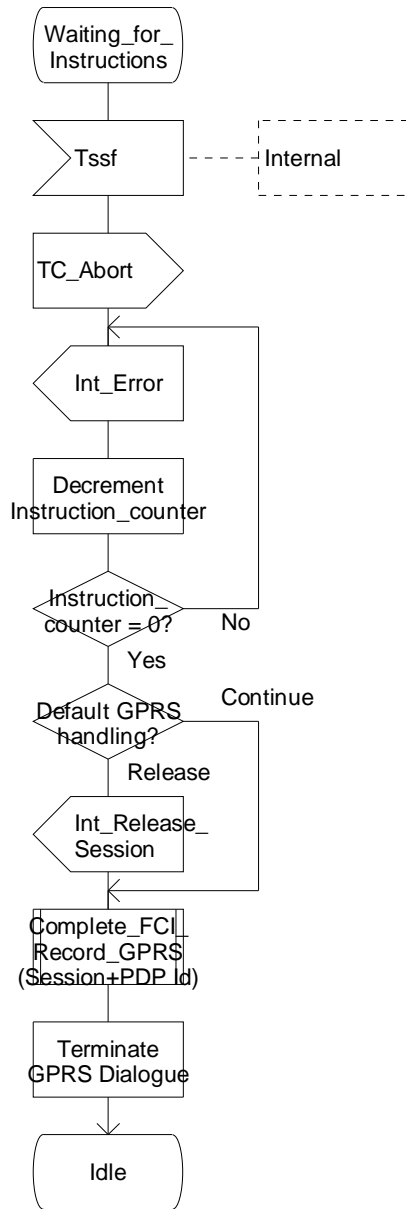 Waiting_for_
Instructions
Tssf
Internal
TC_Abort
Int_Error
Decrement
Instruction_counter
Instruction_
counter = 0?
No
Yes
Default GPRS
handling?
Continue
Release
Int_Release_
Session
Complete_FCI_
Record_GPRS
(Session+PDP Id)
Terminate
GPRS Dialogue
Idle